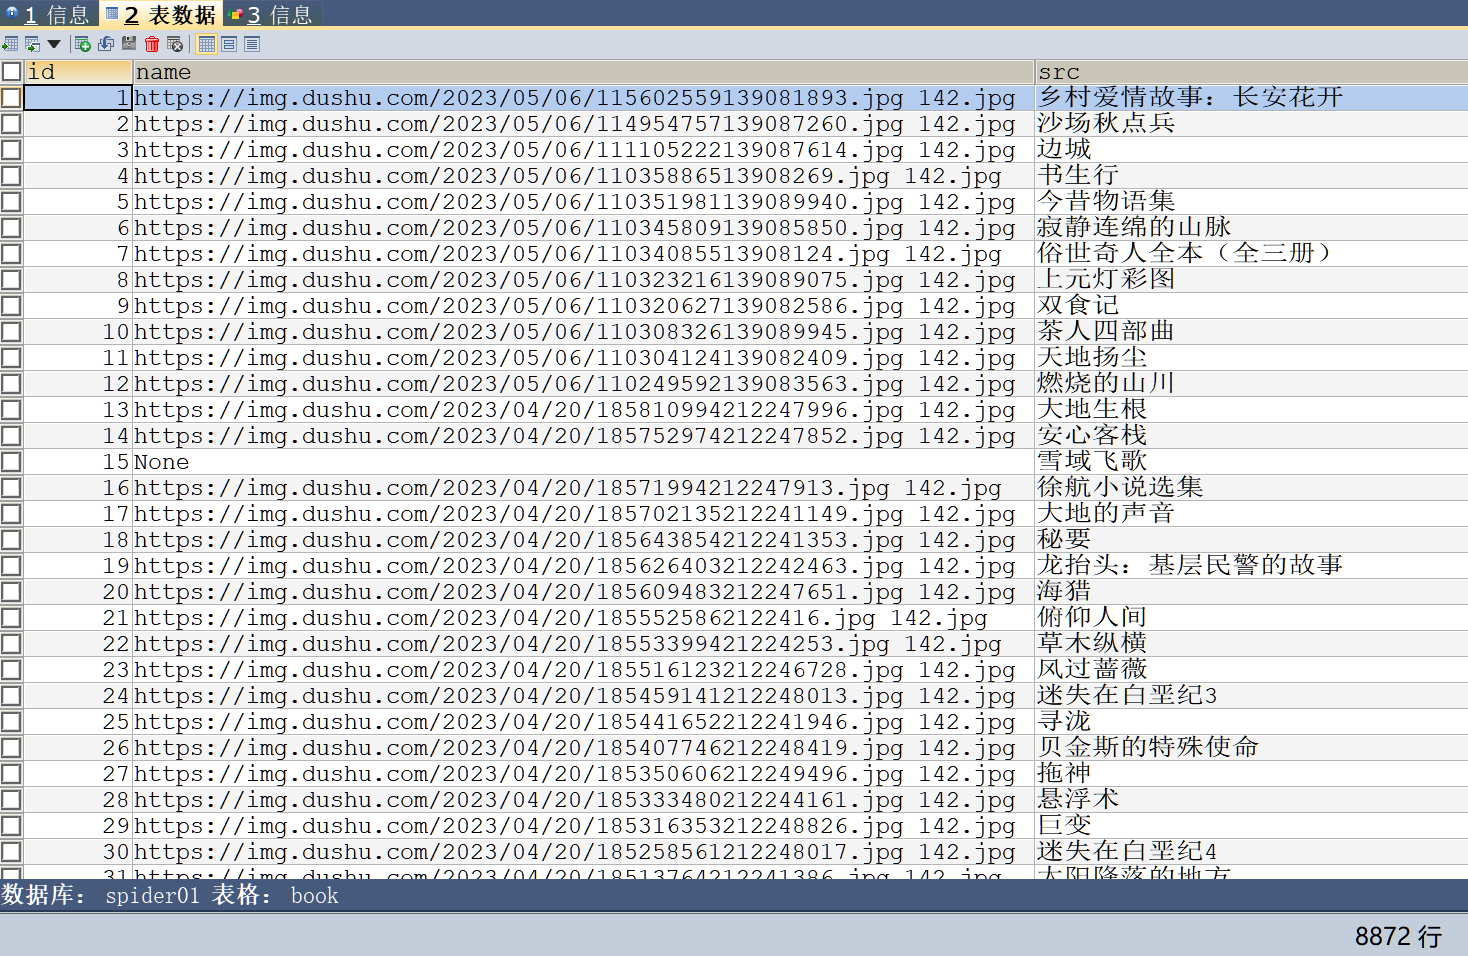 1 信息 2 表数据 3 信息
id name src
1 https://img.dushu.com/2023/05/06/115602559139081893.jpg 142.jpg 乡村爱情故事：长安花开
2 https://img.dushu.com/2023/05/06/114954757139087260.jpg 142.jpg 沙场秋点兵
3 https://img.dushu.com/2023/05/06/111105222139087614.jpg 142.jpg 边城
4 https://img.dushu.com/2023/05/06/11035886513908269.jpg 142.jpg 书生行
5 https://img.dushu.com/2023/05/06/110351981139089940.jpg 142.jpg 今昔物语集
6 https://img.dushu.com/2023/05/06/110345809139085850.jpg 142.jpg 寂静连绵的山脉
7 https://img.dushu.com/2023/05/06/11034085513908124.jpg 142.jpg 俗世奇人全本（全三册）
8 https://img.dushu.com/2023/05/06/110323216139089075.jpg 142.jpg 上元灯彩图
9 https://img.dushu.com/2023/05/06/110320627139082586.jpg 142.jpg 双食记
10 https://img.dushu.com/2023/05/06/110308326139089945.jpg 142.jpg 茶人四部曲
11 https://img.dushu.com/2023/05/06/110304124139082409.jpg 142.jpg 天地扬尘
12 https://img.dushu.com/2023/05/06/110249592139083563.jpg 142.jpg 燃烧的山川
13 https://img.dushu.com/2023/04/20/185810994212247996.jpg 142.jpg 大地生根
14 https://img.dushu.com/2023/04/20/185752974212247852.jpg 142.jpg 安心客栈
15 None 雪域飞歌
16 https://img.dushu.com/2023/04/20/18571994212247913.jpg 142.jpg 徐航小说选集
17 https://img.dushu.com/2023/04/20/185702135212241149.jpg 142.jpg 大地的声音
18 https://img.dushu.com/2023/04/20/185643854212241353.jpg 142.jpg 秘要
19 https://img.dushu.com/2023/04/20/185626403212242463.jpg 142.jpg 龙抬头：基层民警的故事
20 https://img.dushu.com/2023/04/20/185609483212247651.jpg 142.jpg 海猎
21 https://img.dushu.com/2023/04/20/1855525862122416.jpg 142.jpg 俯仰人间
22 https://img.dushu.com/2023/04/20/18553399421224253.jpg 142.jpg 草木纵横
23 https://img.dushu.com/2023/04/20/185516123212246728.jpg 142.jpg 风过蔷薇
24 https://img.dushu.com/2023/04/20/185459141212248013.jpg 142.jpg 迷失在白垩纪3
25 https://img.dushu.com/2023/04/20/185441652212241946.jpg 142.jpg 寻泷
26 https://img.dushu.com/2023/04/20/185407746212248419.jpg 142.jpg 贝金斯的特殊使命
27 https://img.dushu.com/2023/04/20/185350606212249496.jpg 142.jpg 拖神
28 https://img.dushu.com/2023/04/20/185333480212244161.jpg 142.jpg 悬浮术
29 https://img.dushu.com/2023/04/20/185316353212248826.jpg 142.jpg 巨变
30 https://img.dushu.com/2023/04/20/185258561212248017.jpg 142.jpg 迷失在白垩纪4
31 https://img.dushu.com/2023/04/20/18513764212241386.jpg 142.jpg 太阳降落的地方
数据库： spider01 表格： book
8872 行